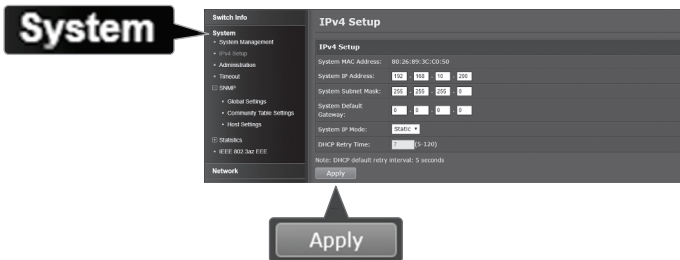 System
Switch Info
System
• System Management
• IPv4 Setup
• Administration
• Timeout
SNMP
• Global Settings
• Community Table Settings
• Host Settings
Statistics
• IEEE 802.3az EEE
Network
IPv4 Setup
IPv4 Setup
System MAC Address: 80:26:89:3C:C0:50
System IP Address: 192 . 168 . 10 . 200
System Subnet Mask: 255 . 255 . 255 . 0
System Default
Gateway: 0 . 0 . 0 . 0
System IP Mode: Static
DHCP Retry Time: (5-120)
Note: DHCP default retry interval: 5 seconds
Apply
Apply